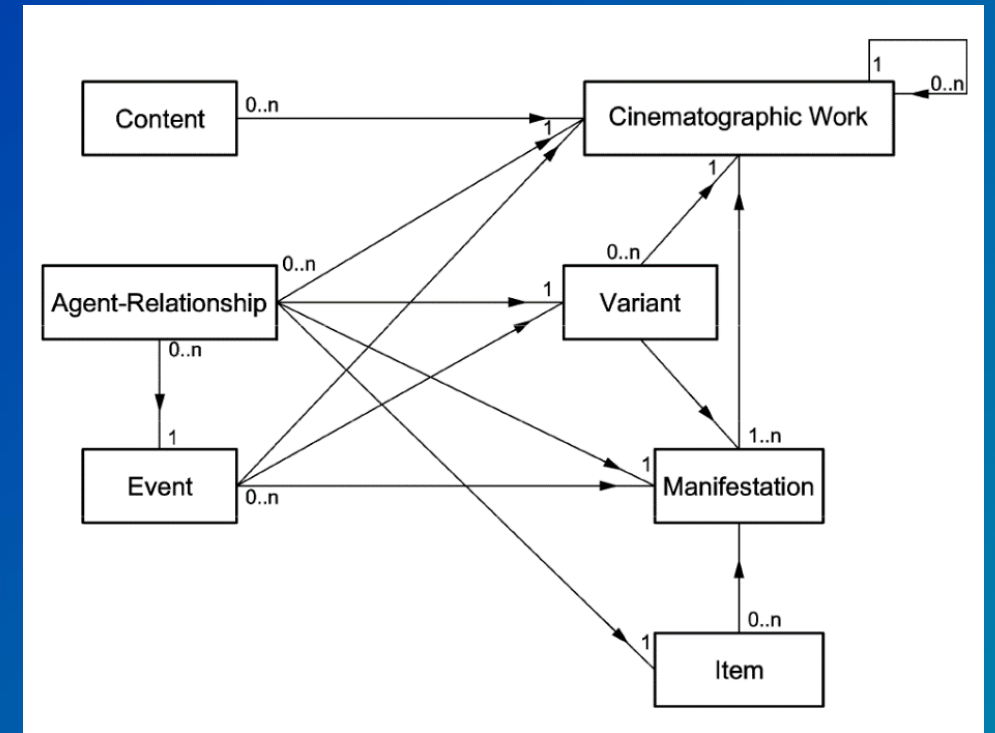 1
0..n
0..n
Content
Cinematographic Work
1
1
0..n
0..n
1
Agent-Relationship
Variant
0..n
1
1..n
1
Event
Manifestation
0..n
0..n
1
Item